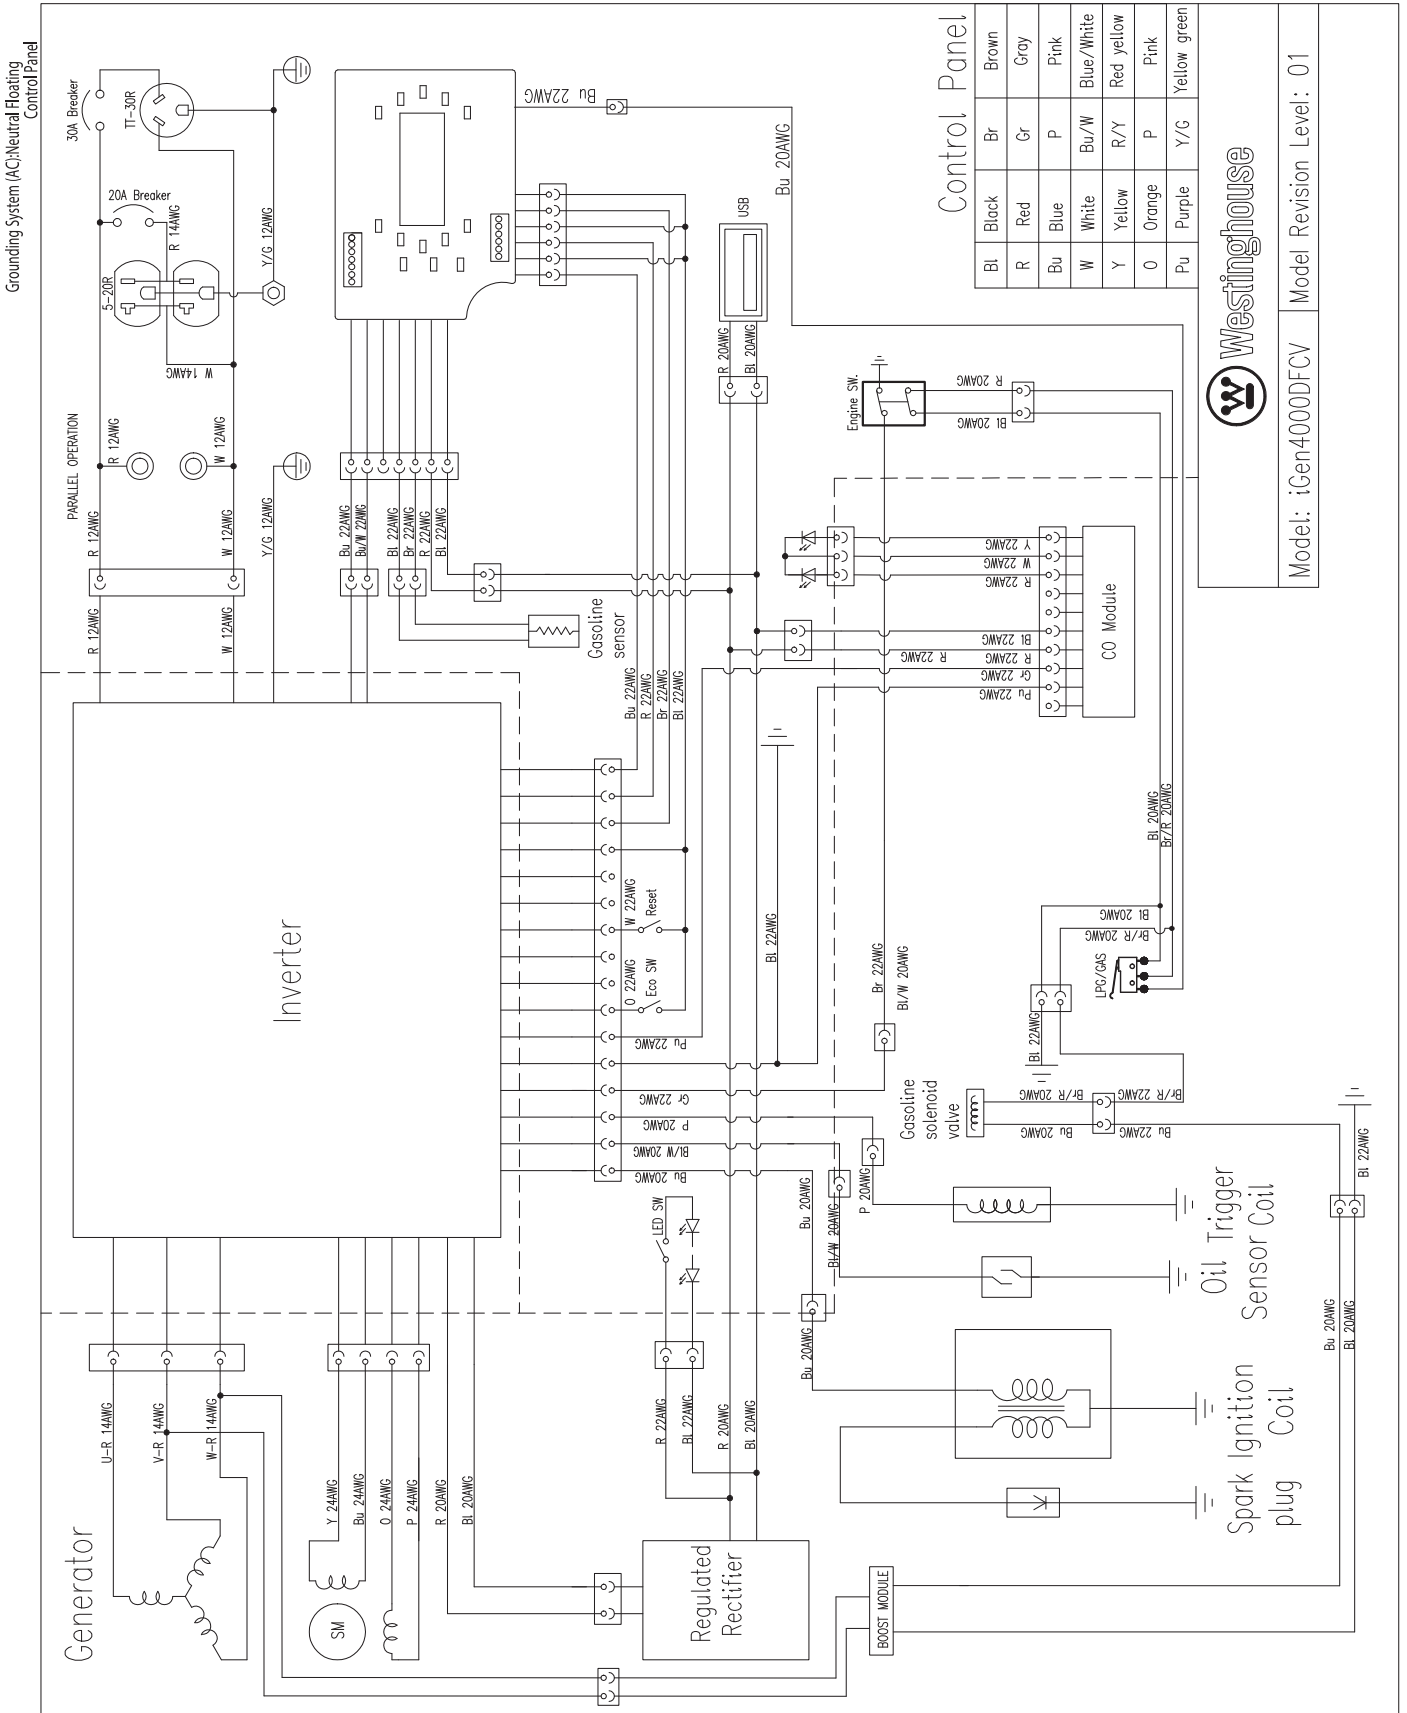 Grounding System (AC):Neutral Floating
Control Panel
30A Breaker
TT-30R
20A Breaker
R 14AWG
5-20R
Y/G 12AWG
W 14AWG
PARALLEL OPERATION
R 12AWG
W 12AWG
R 12AWG
W 12AWG
Y/G 12AWG
R 12AWG
W 12AWG
Bu 22AWG
Bu 20AWG
USB
R 20AWG
Bl 20AWG
Bu 22AWG
Bu/W 22AWG
Bl 22AWG
Br 22AWG
R 22AWG
Bl 22AWG
Gasoline
sensor
Engine SW.
R 20AWG
Bl 20AWG
Y 22AWG
W 22AWG
R 22AWG
Bl 22AWG
R 22AWG
R 22AWG
Gr 22AWG
Pu 22AWG
CO Module
Bu 22AWG
R 22AWG
Br 22AWG
Bl 22AWG
Inverter
W 22AWG
Reset
O 22AWG
Eco SW
Pu 22AWG
Gr 22AWG
P 20AWG
Bl/W 20AWG
Bu 20AWG
Bl 22AWG
Br 22AWG
Bl/W 20AWG
Bl 20AWG
Br/R 20AWG
Bl 20AWG
Br/R 20AWG
LPG/GAS
Bl 22AWG
Gasoline
solenoid
valve
Br/R 20AWG
Br/R 22AWG
Bu 20AWG
Bu 22AWG
Bl 22AWG
LED SW
Bu 20AWG
Bl/W 20AWG
P 20AWG
Bu 20AWG
Oil Trigger
Sensor Coil
Bu 20AWG
Bl 20AWG
Spark Ignition
plug Coil
Generator
U-R 14AWG
V-R 14AWG
W-R 14AWG
Y 24AWG
Bu 24AWG
O 24AWG
P 24AWG
R 20AWG
Bl 20AWG
SM
R 22AWG
Bl 22AWG
R 20AWG
Bl 20AWG
Regulated
Rectifier
BOOST MODULE
Control Panel
Bl Black Br Brown
R Red Gr Gray
Bu Blue P Pink
W White Bu/W Blue/White
Y Yellow R/Y Red yellow
O Orange P Pink
Pu Purple Y/G Yellow green
Westinghouse
Model: iGen4000DFCV Model Revision Level: 01